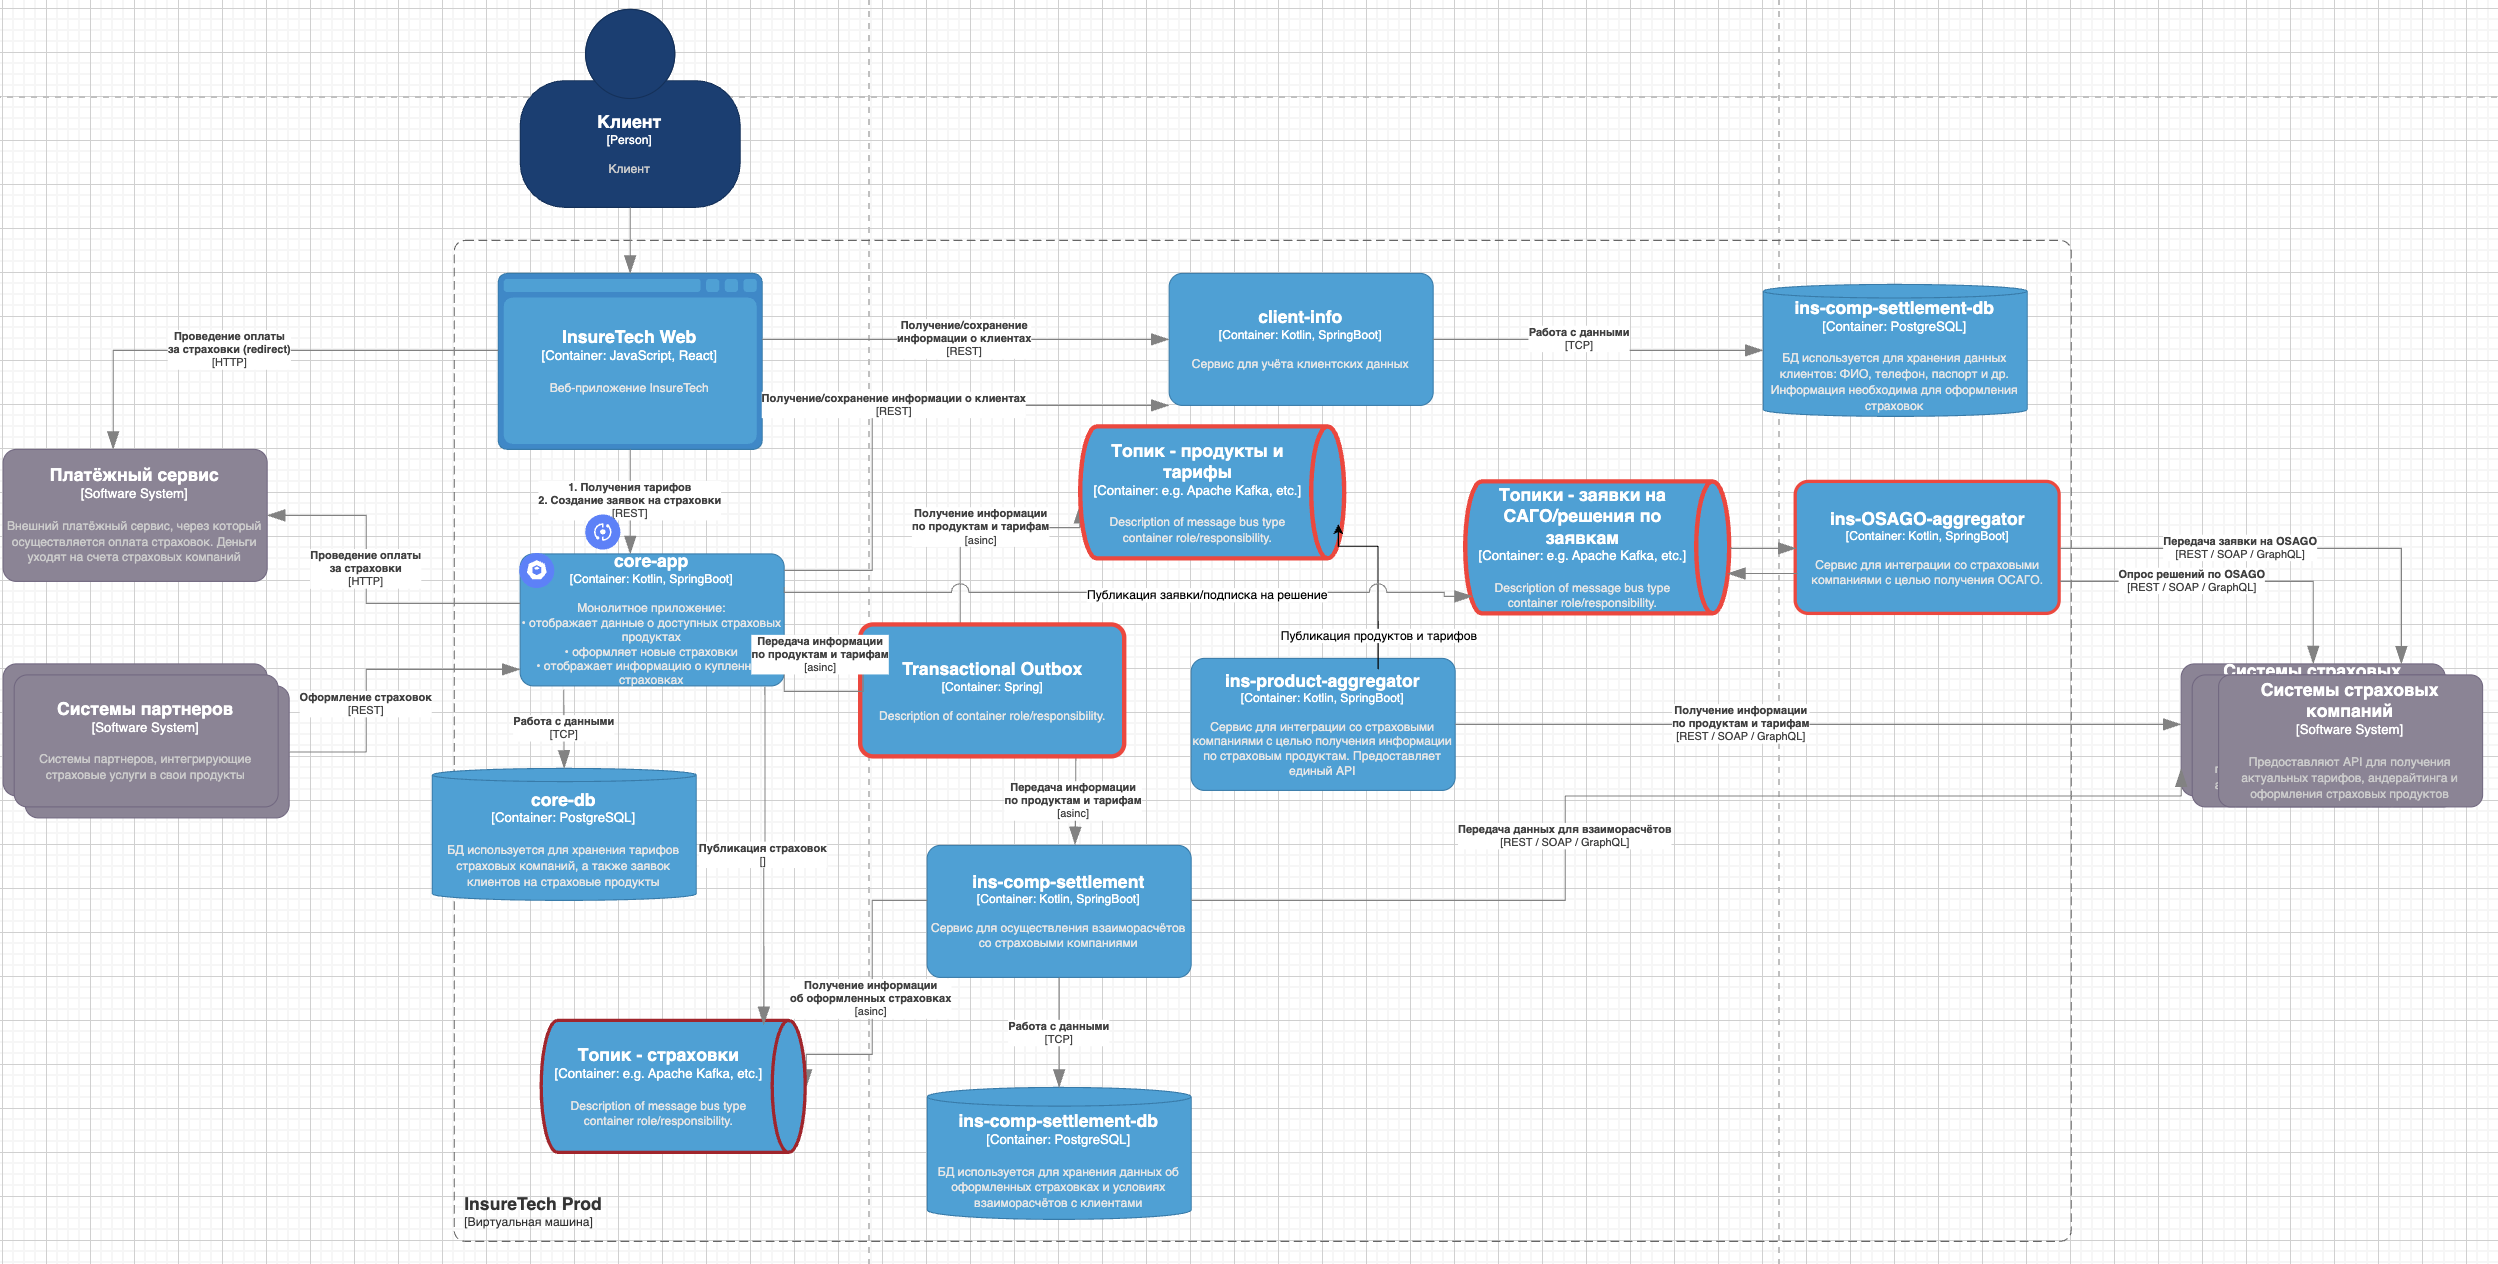 Клиент
[Person]
Клиент
InsureTech Web
[Container: JavaScript, React]
Веб-приложение InsureTech
Проведение оплаты
за страховки (redirect)
[HTTP]
Получение/сохранение
информации о клиентах
[REST]
client-info
[Container: Kotlin, SpringBoot]
Сервис для учёта клиентских данных
Работа с данными
[TCP]
ins-comp-settlement-db
[Container: PostgreSQL]
БД используется для хранения данных
клиентов: ФИО, телефон, паспорт и др.
Информация необходима для оформления
страховок
Получение/сохранение информации о клиентах
[REST]
Платёжный сервис
[Software System]
Внешний платёжный сервис, через который
осуществляется оплата страховок. Деньги
уходят на счета страховых компаний
1. Получения тарифов
2. Создание заявок на страховки
[REST]
Топик - продукты и
тарифы
[Container: e.g. Apache Kafka, etc.]
Description of message bus type
container role/responsibility.
Получение информации
по продуктам и тарифам
[asinc]
Топики - заявки на
САГО/решения по
заявкам
[Container: e.g. Apache Kafka, etc.]
Description of message bus type
container role/responsibility.
ins-OSAGO-aggregator
[Container: Kotlin, SpringBoot]
Сервис для интеграции со страховыми
компаниями с целью получения ОСАГО.
Передача заявки на OSAGO
[REST / SOAP / GraphQL]
Опрос решений по OSAGO
[REST / SOAP / GraphQL]
Проведение оплаты
за страховки
[HTTP]
core-app
[Container: Kotlin, SpringBoot]
Монолитное приложение:
• отображает данные о доступных страховых
продуктах
• оформляет новые страховки
• отображает информацию о купленн
страховках
Публикация заявки/подписка на решение
Передача информации
по продуктам и тарифам
[asinc]
Transactional Outbox
[Container: Spring]
Description of container role/responsibility.
Публикация продуктов и тарифов
ins-product-aggregator
[Container: Kotlin, SpringBoot]
Сервис для интеграции со страховыми
компаниями с целью получения информации
по страховым продуктам. Предоставляет
единый API
Получение информации
по продуктам и тарифам
[REST / SOAP / GraphQL]
Системы страховых
Системы страховых
компаний
[Software System]
Предоставляют API для получения
актуальных тарифов, андерайтинга и
оформления страховых продуктов
Системы партнеров
[Software System]
Системы партнеров, интегрирующие
страховые услуги в свои продукты
Оформление страховок
[REST]
Работа с данными
[TCP]
core-db
[Container: PostgreSQL]
БД используется для хранения тарифов
страховых компаний, а также заявок
клиентов на страховые продукты
Публикация страховок
[]
Передача информации
по продуктам и тарифам
[asinc]
Передача данных для взаиморасчётов
[REST / SOAP / GraphQL]
ins-comp-settlement
[Container: Kotlin, SpringBoot]
Сервис для осуществления взаиморасчётов
со страховыми компаниями
Получение информации
об оформленных страховках
[asinc]
Работа с данными
[TCP]
Топик - страховки
[Container: e.g. Apache Kafka, etc.]
Description of message bus type
container role/responsibility.
ins-comp-settlement-db
[Container: PostgreSQL]
БД используется для хранения данных об
оформленных страховках и условиях
взаиморасчётов с клиентами
InsureTech Prod
[Виртуальная машина]